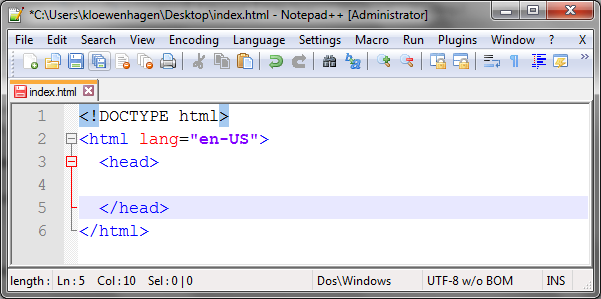 *C:\Users\kloewenhagen\Desktop\index.html - Notepad++ [Administrator]
File Edit Search View Encoding Language Settings Macro Run Plugins Window ? X
index.html
1 <!DOCTYPE html>
2 <html lang="en-US">
3 <head>
4
5 </head>
6 </html>
length : Ln : 5 Col : 10 Sel : 0 | 0 Dos\Windows UTF-8 w/o BOM INS